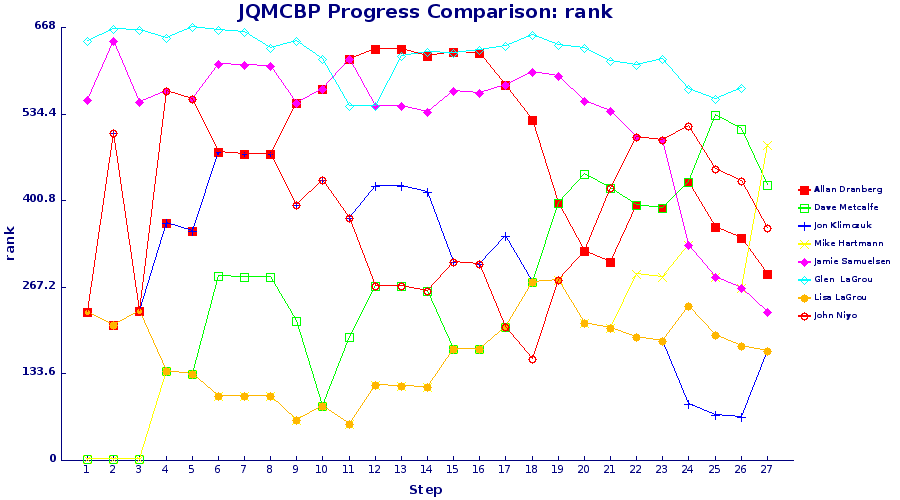 JQMCBP Progress Comparison: rank
668
534.4
400.8
267.2
133.6
0
rank
1 2 3 4 5 6 7 8 9 10 11 12 13 14 15 16 17 18 19 20 21 22 23 24 25 26 27
Step
Allan Dranberg
Dave Metcalfe
Jon Klimczuk
Mike Hartmann
Jamie Samuelsen
Glen LaGrou
Lisa LaGrou
John Niyo